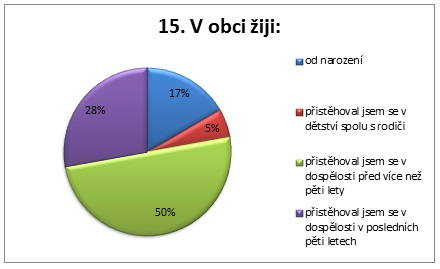 15. V obci žiji:
17%
5%
50%
28%
od narození
přistěhoval jsem se v
dětství spolu s rodiči
přistěhoval jsem se v
dospělosti před více než
pěti lety
přistěhoval jsem se v
dospělosti v posledních
pěti letech